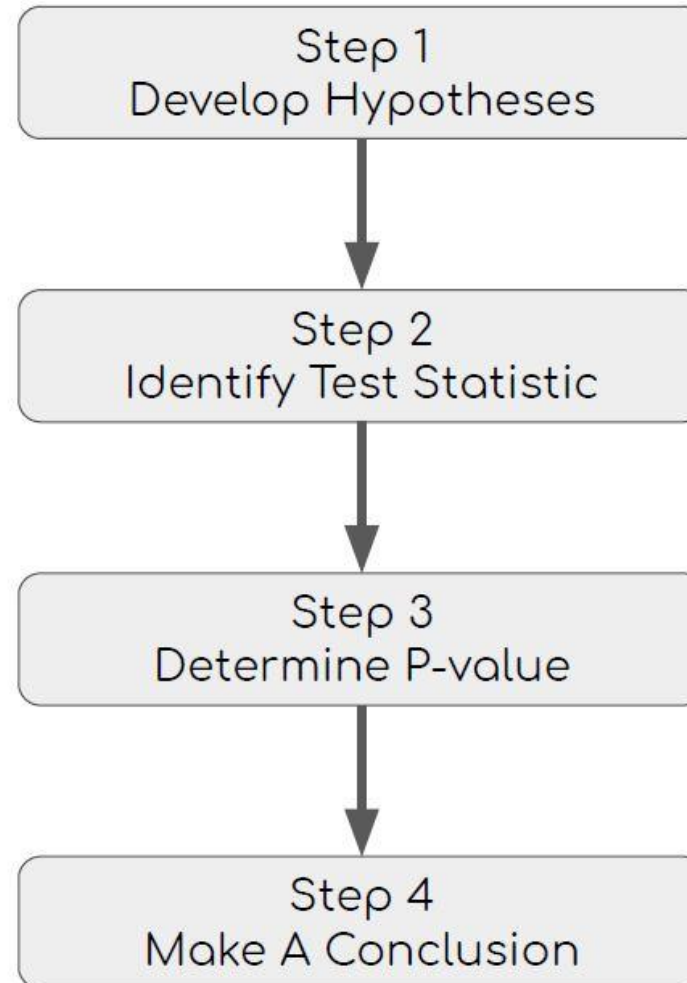 Step 1
Develop Hypotheses
Step 2
Identify Test Statistic
Step 3
Determine P-value
Step 4
Make A Conclusion